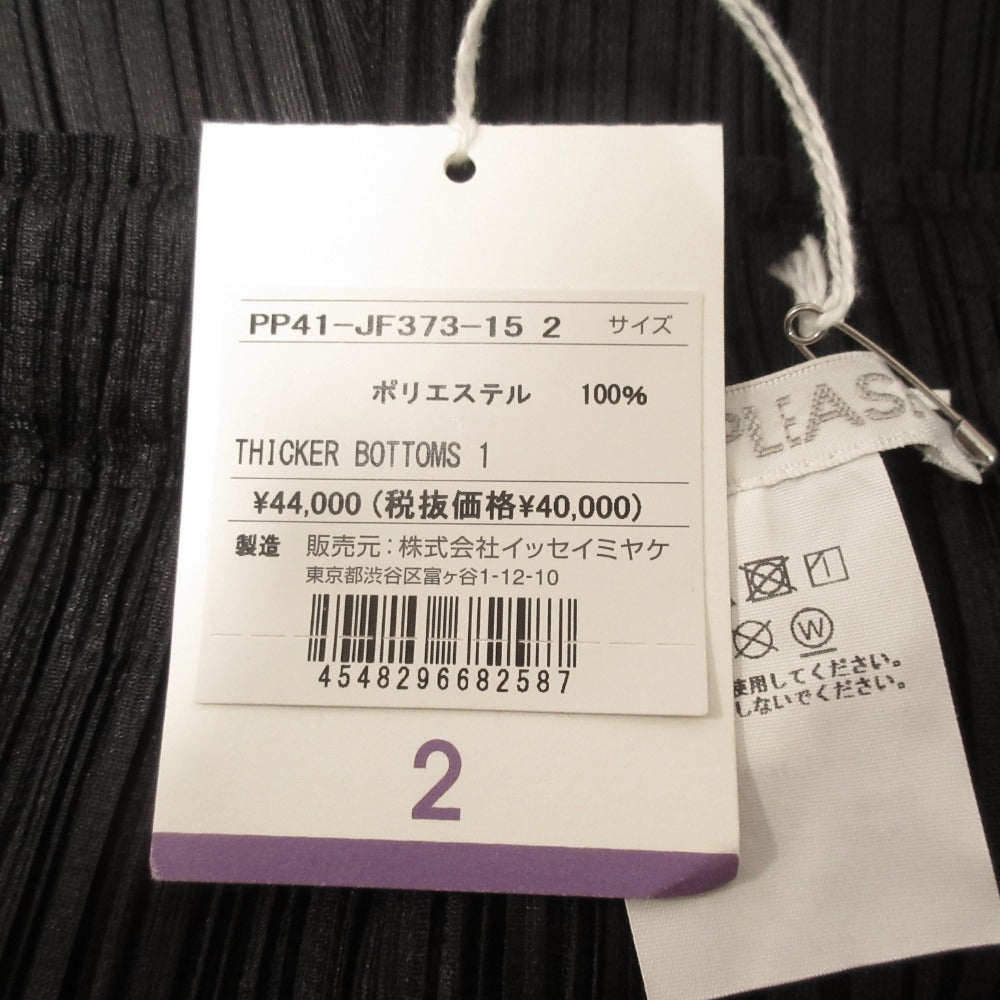 PP41-JF373-15 2 サイズ
ポリエステル 100%
THICKER BOTTOMS 1
¥44,000 (税抜価格¥40,000)
製造 販売元:株式会社イッセイミヤケ
東京都渋谷区富ヶ谷1-12-10
4548296682587
2
PLEAS
W
使用してください。
しないでください。